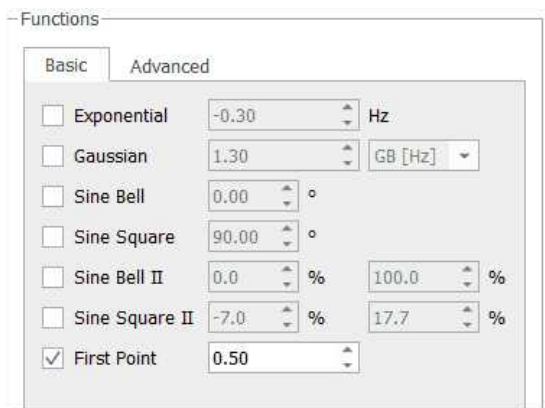 Functions
Basic Advanced
Exponential -0.30 Hz
Gaussian 1.30 GB [Hz]
Sine Bell 0.00 °
Sine Square 90.00 °
Sine Bell II 0.0 % 100.0 %
Sine Square II -7.0 % 17.7 %
First Point 0.50